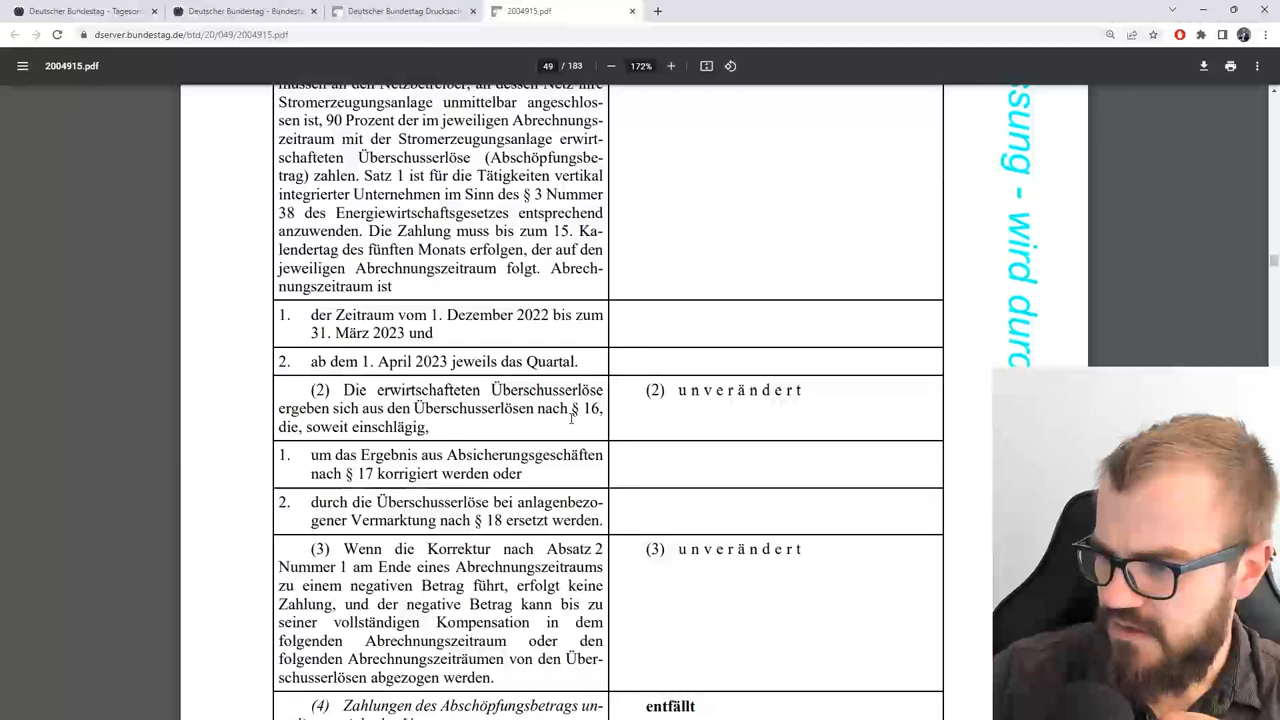 Deutscher Bundestag - Tagesor
Deutscher Bundestag - Bundesta
Deutscher Bundestag Drucksach
2004915.pdf
dserver.bundestag.de/btd/20/049/2004915.pdf
2004915.pdf
49 / 183
172%
müssen an den Netzbetreiber, an dessen Netz ihre
Stromerzeugungsanlage unmittelbar angeschlos-
sen ist, 90 Prozent der im jeweiligen Abrechnungs-
zeitraum mit der Stromerzeugungsanlage erwirt-
schafteten Überschusserlöse (Abschöpfungsbe-
trag) zahlen. Satz 1 ist für die Tätigkeiten vertikal
integrierter Unternehmen im Sinn des § 3 Nummer
38 des Energiewirtschaftsgesetzes entsprechend
anzuwenden. Die Zahlung muss bis zum 15. Ka-
lendertag des fünften Monats erfolgen, der auf den
jeweiligen Abrechnungszeitraum folgt. Abrech-
nungszeitraum ist
1. der Zeitraum vom 1. Dezember 2022 bis zum
31. März 2023 und
2. ab dem 1. April 2023 jeweils das Quartal.
(2) Die erwirtschafteten Überschusserlöse
ergeben sich aus den Überschusserlösen nach § 16,
die, soweit einschlägig,
(2) u n v e r ä n d e r t
1. um das Ergebnis aus Absicherungsgeschäften
nach § 17 korrigiert werden oder
2. durch die Überschusserlöse bei anlagenbezo-
gener Vermarktung nach § 18 ersetzt werden.
(3) Wenn die Korrektur nach Absatz 2
Nummer 1 am Ende eines Abrechnungszeitraums
zu einem negativen Betrag führt, erfolgt keine
Zahlung, und der negative Betrag kann bis zu
seiner vollständigen Kompensation in dem
folgenden Abrechnungszeitraum oder den
folgenden Abrechnungszeiträumen von den Über-
schusserlösen abgezogen werden.
(3) u n v e r ä n d e r t
(4) Zahlungen des Abschöpfungsbetrags un-
entfällt
ssung - wird durc